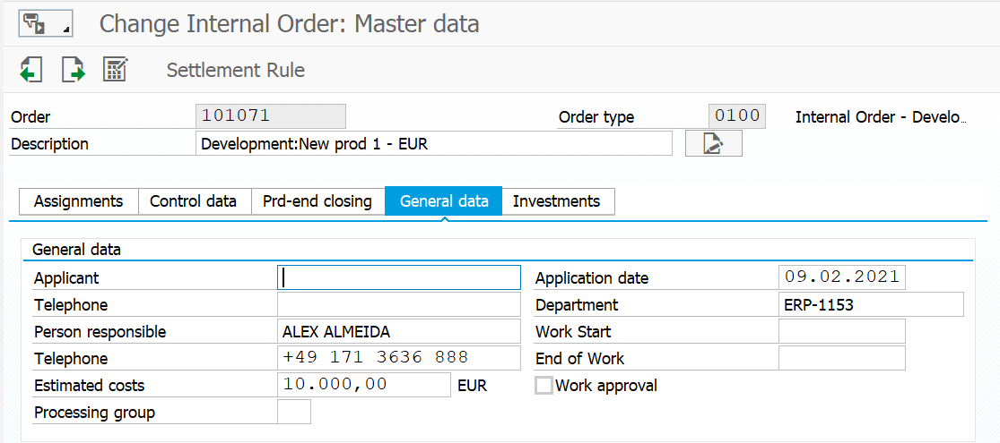 Change Internal Order: Master data
Settlement Rule
Order 101071 Order type 0100 Internal Order - Develo...
Description Development:New prod 1 - EUR
Assignments Control data Prd-end closing General data Investments
General data
Applicant Application date 09.02.2021
Telephone Department ERP-1153
Person responsible ALEX ALMEIDA Work Start
Telephone +49 171 3636 888 End of Work
Estimated costs 10.000,00 EUR Work approval
Processing group